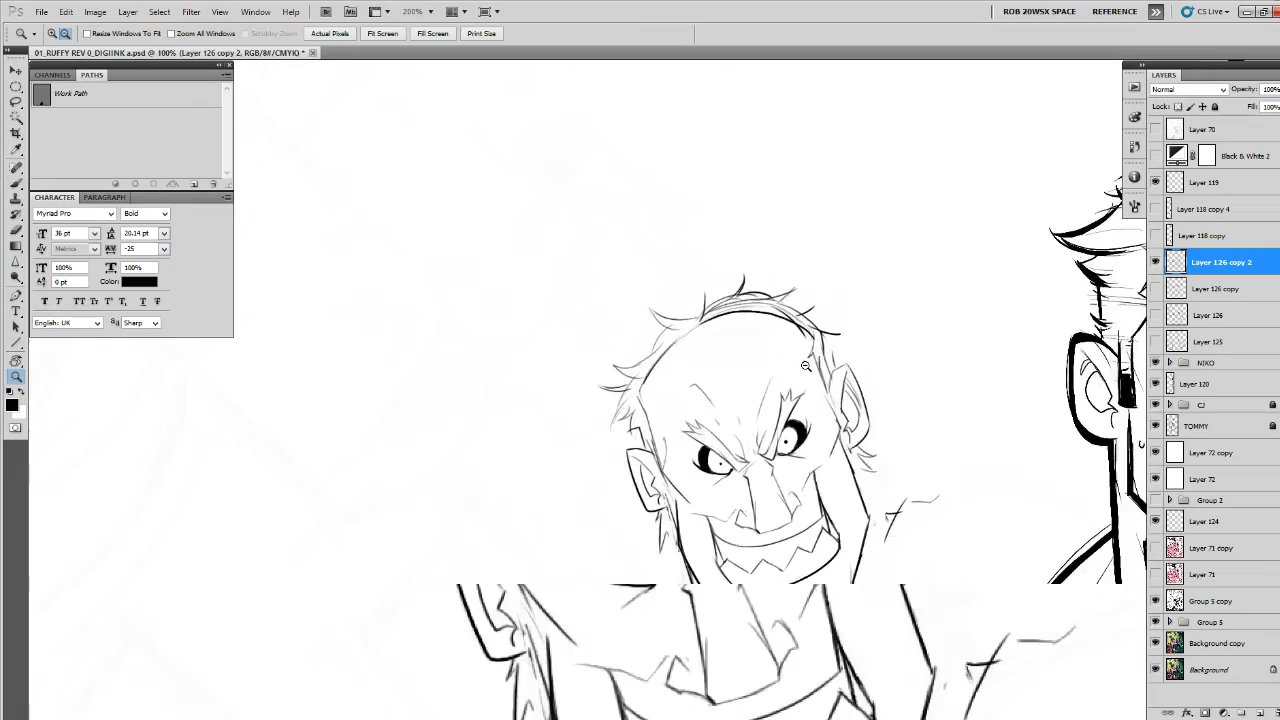 Ps File Edit Image Layer Select Filter View Window Help Br Mb 200% ROB 20WSX SPACE REFERENCE CS Live
Resize Windows To Fit Zoom All Windows Scrubby Zoom Actual Pixels Fit Screen Fill Screen Print Size
01_RUFFY REV 0_DIGIINK a.psd @ 100% (Layer 126 copy 2, RGB/8#/CMYK) *
CHANNELS PATHS
Work Path
CHARACTER PARAGRAPH
Myriad Pro Bold
36 pt 20.14 pt
Metrics -25
100% 100%
0 pt Color:
English: UK Sharp
LAYERS
Normal Opacity: 100%
Lock: Fill: 100%
Layer 70
Black & White 2
Layer 119
Layer 118 copy 4
Layer 118 copy
Layer 126 copy 2
Layer 126 copy
Layer 126
Layer 125
NIKO
Layer 120
CJ
TOMMY
Layer 72 copy
Layer 72
Group 2
Layer 124
Layer 71 copy
Layer 71
Group 5 copy
Group 5
Background copy
Background